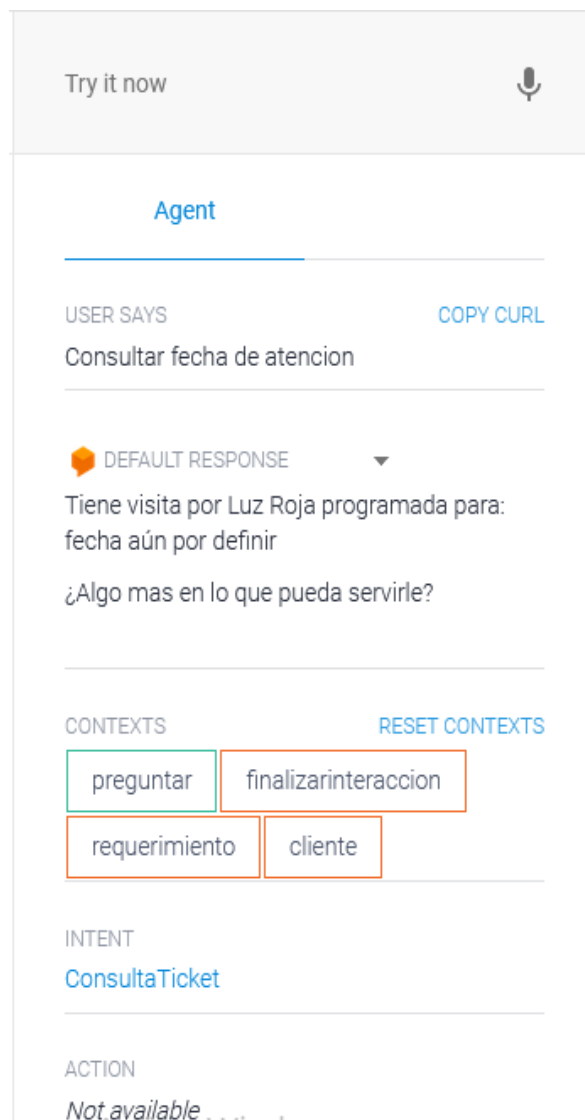 Try it now
Agent
USER SAYS COPY CURL
Consultar fecha de atencion
DEFAULT RESPONSE
Tiene visita por Luz Roja programada para:
fecha aún por definir
¿Algo mas en lo que pueda servirle?
CONTEXTS RESET CONTEXTS
preguntar finalizarinteraccion
requerimiento cliente
INTENT
ConsultaTicket
ACTION
Not available